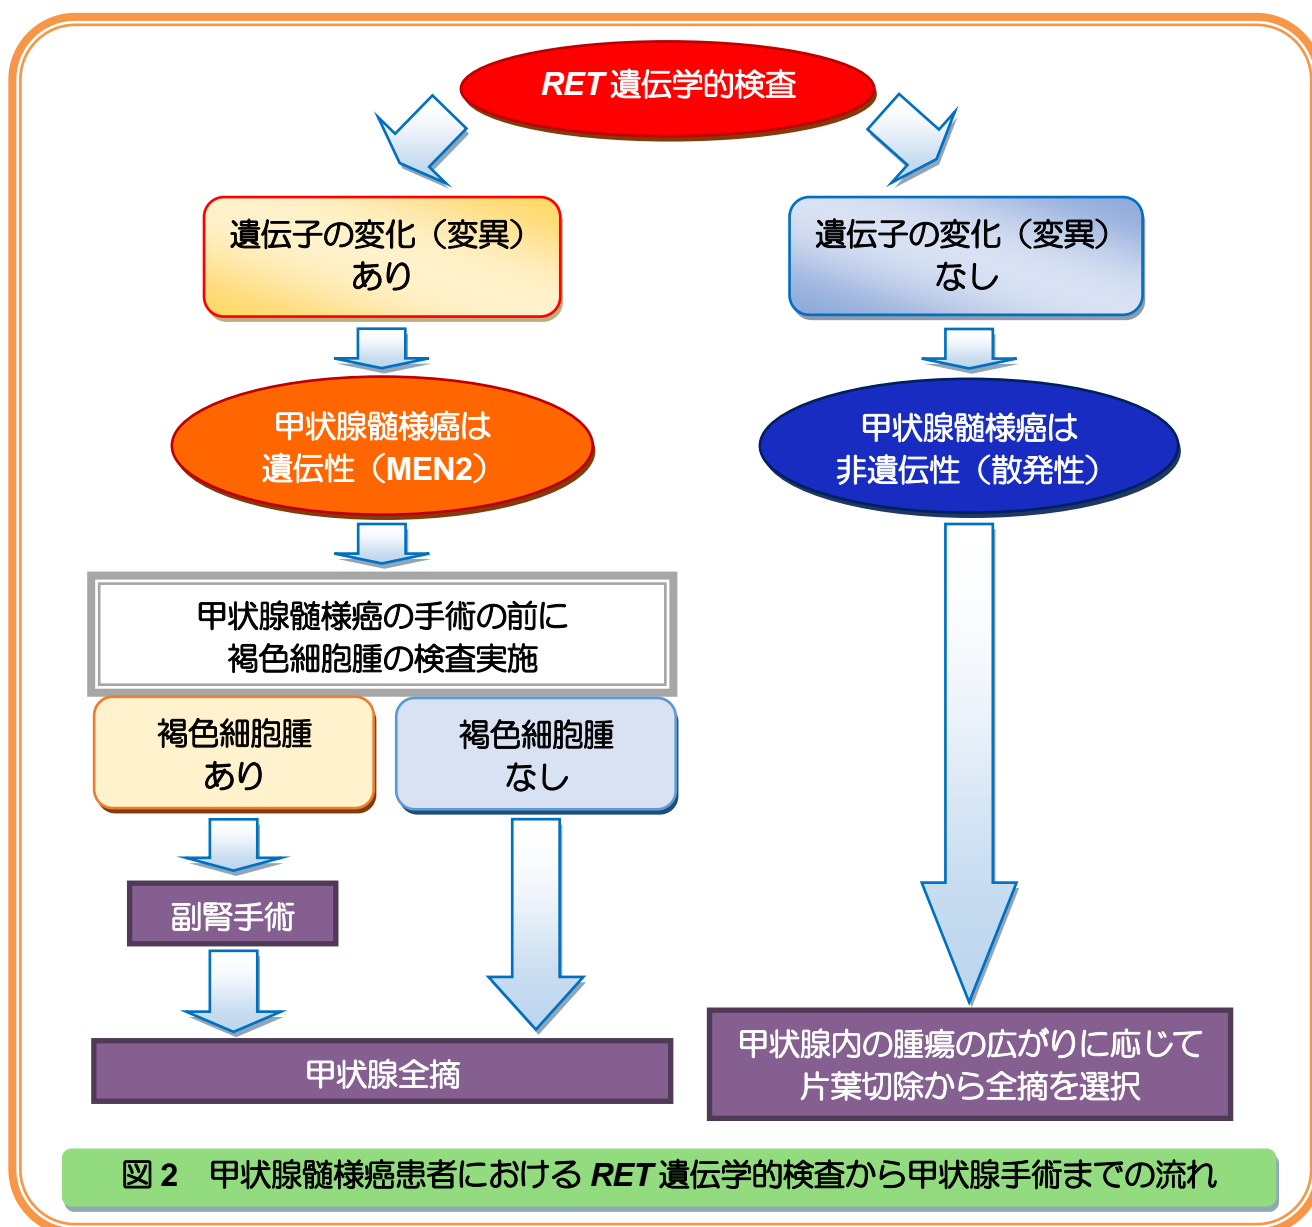 RET 遺伝学的検査
遺伝子の変化（変異）
あり
遺伝子の変化（変異）
なし
甲状腺髄様癌は
遺伝性（MEN2）
甲状腺髄様癌は
非遺伝性（散発性）
甲状腺髄様癌の手術の前に
褐色細胞腫の検査実施
褐色細胞腫
あり
褐色細胞腫
なし
副腎手術
甲状腺全摘
甲状腺内の腫瘍の広がりに応じて
片葉切除から全摘を選択
図 2　甲状腺髄様癌患者における RET 遺伝学的検査から甲状腺手術までの流れ